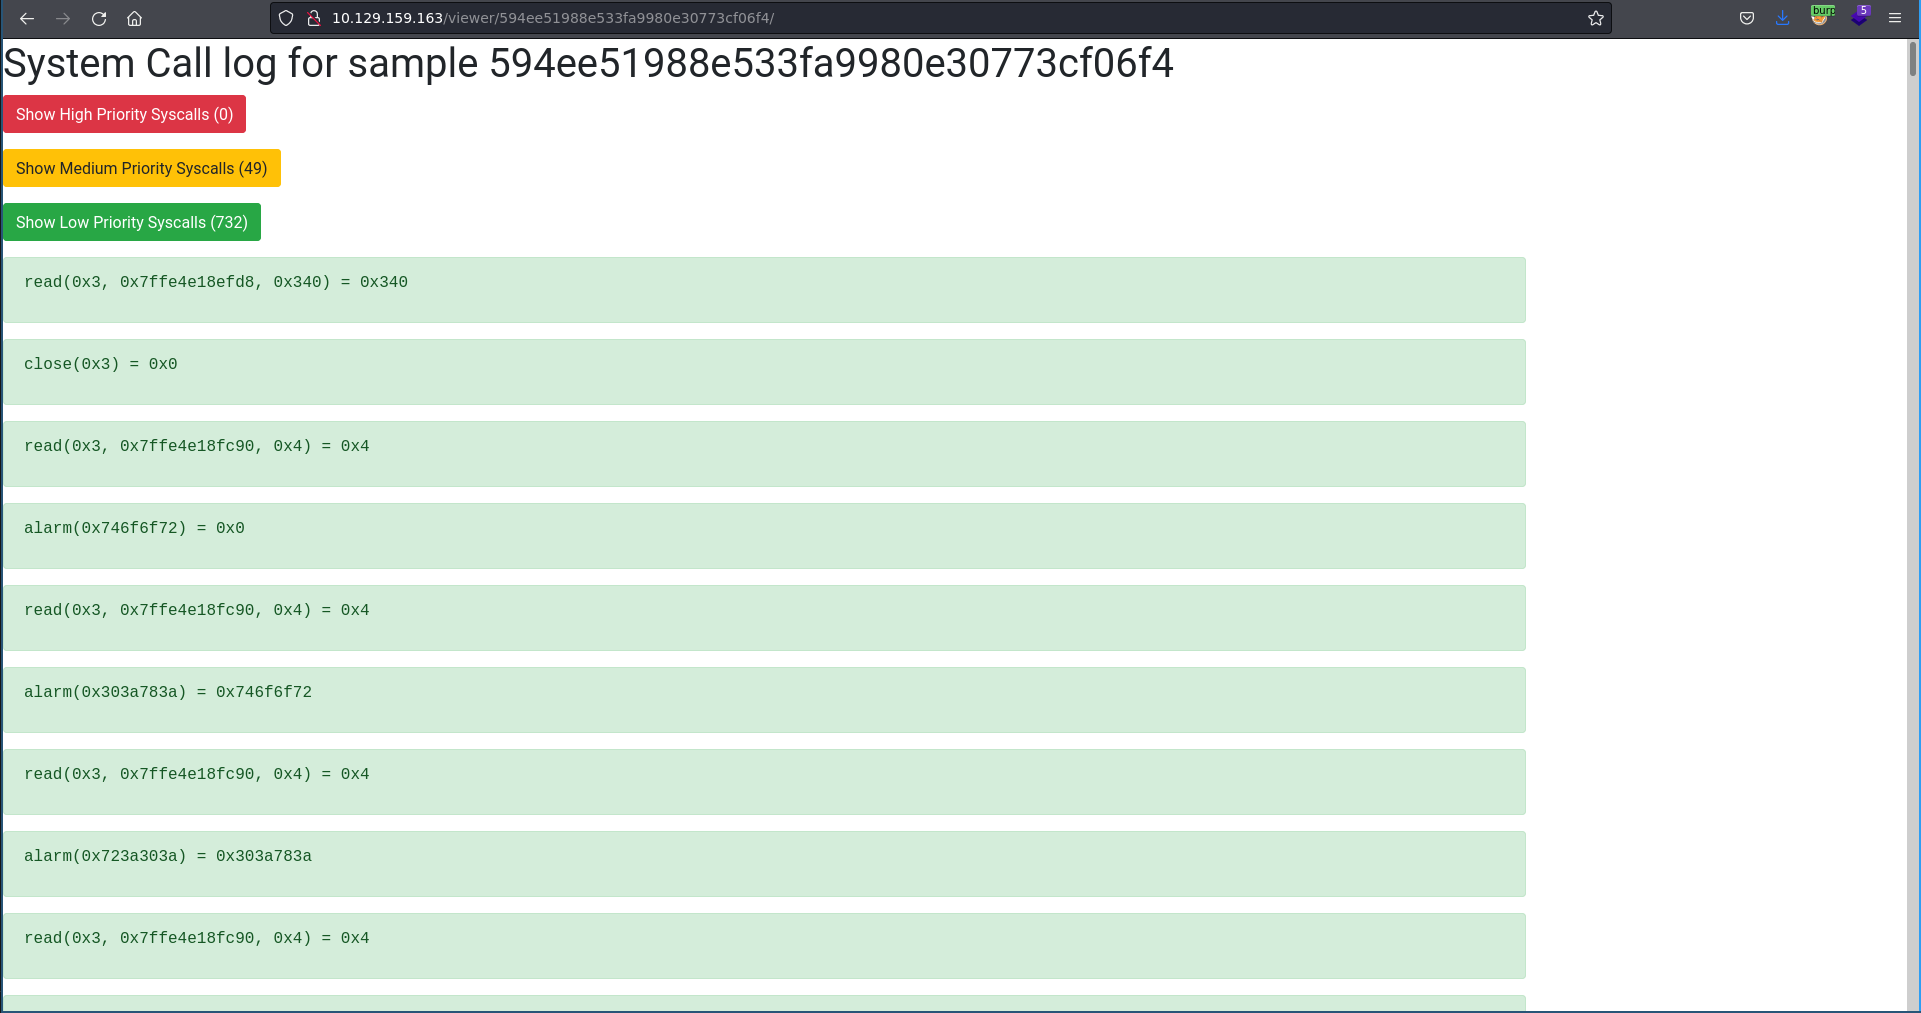 10.129.159.163/viewer/594ee51988e533fa9980e30773cf06f4/
burp
5
System Call log for sample 594ee51988e533fa9980e30773cf06f4
Show High Priority Syscalls (0)
Show Medium Priority Syscalls (49)
Show Low Priority Syscalls (732)
read(0x3, 0x7ffe4e18efd8, 0x340) = 0x340
close(0x3) = 0x0
read(0x3, 0x7ffe4e18fc90, 0x4) = 0x4
alarm(0x746f6f72) = 0x0
read(0x3, 0x7ffe4e18fc90, 0x4) = 0x4
alarm(0x303a783a) = 0x746f6f72
read(0x3, 0x7ffe4e18fc90, 0x4) = 0x4
alarm(0x723a303a) = 0x303a783a
read(0x3, 0x7ffe4e18fc90, 0x4) = 0x4